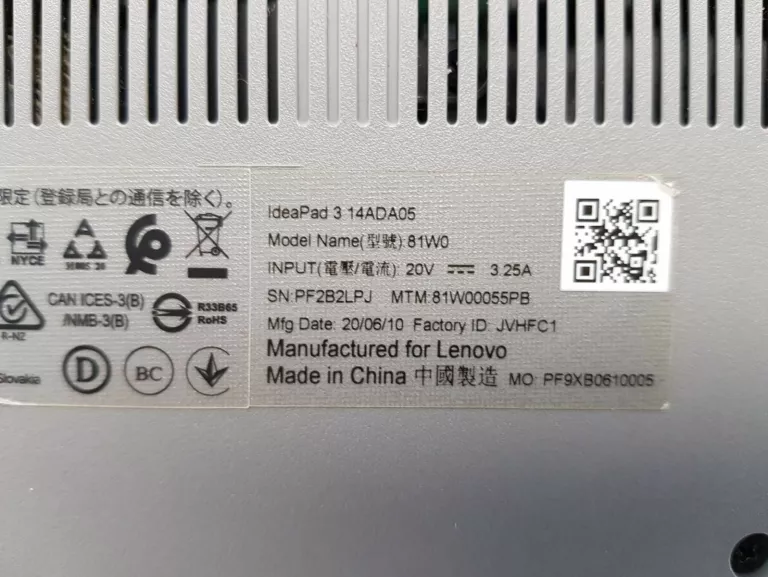 限定(登録局との通信を除く)。
NYCE
CAN ICES-3(B)
/NMB-3(B)
R33B65
RoHS
R-NZ
D
BC
Slovakia
IdeaPad 3 14ADA05
Model Name(型號):81W0
INPUT(電壓/電流): 20V ⎓ 3.25A
SN:PF2B2LPJ MTM:81W00055PB
Mfg Date: 20/06/10 Factory ID: JVHFC1
Manufactured for Lenovo
Made in China 中國製造 MO: PF9XB0610005